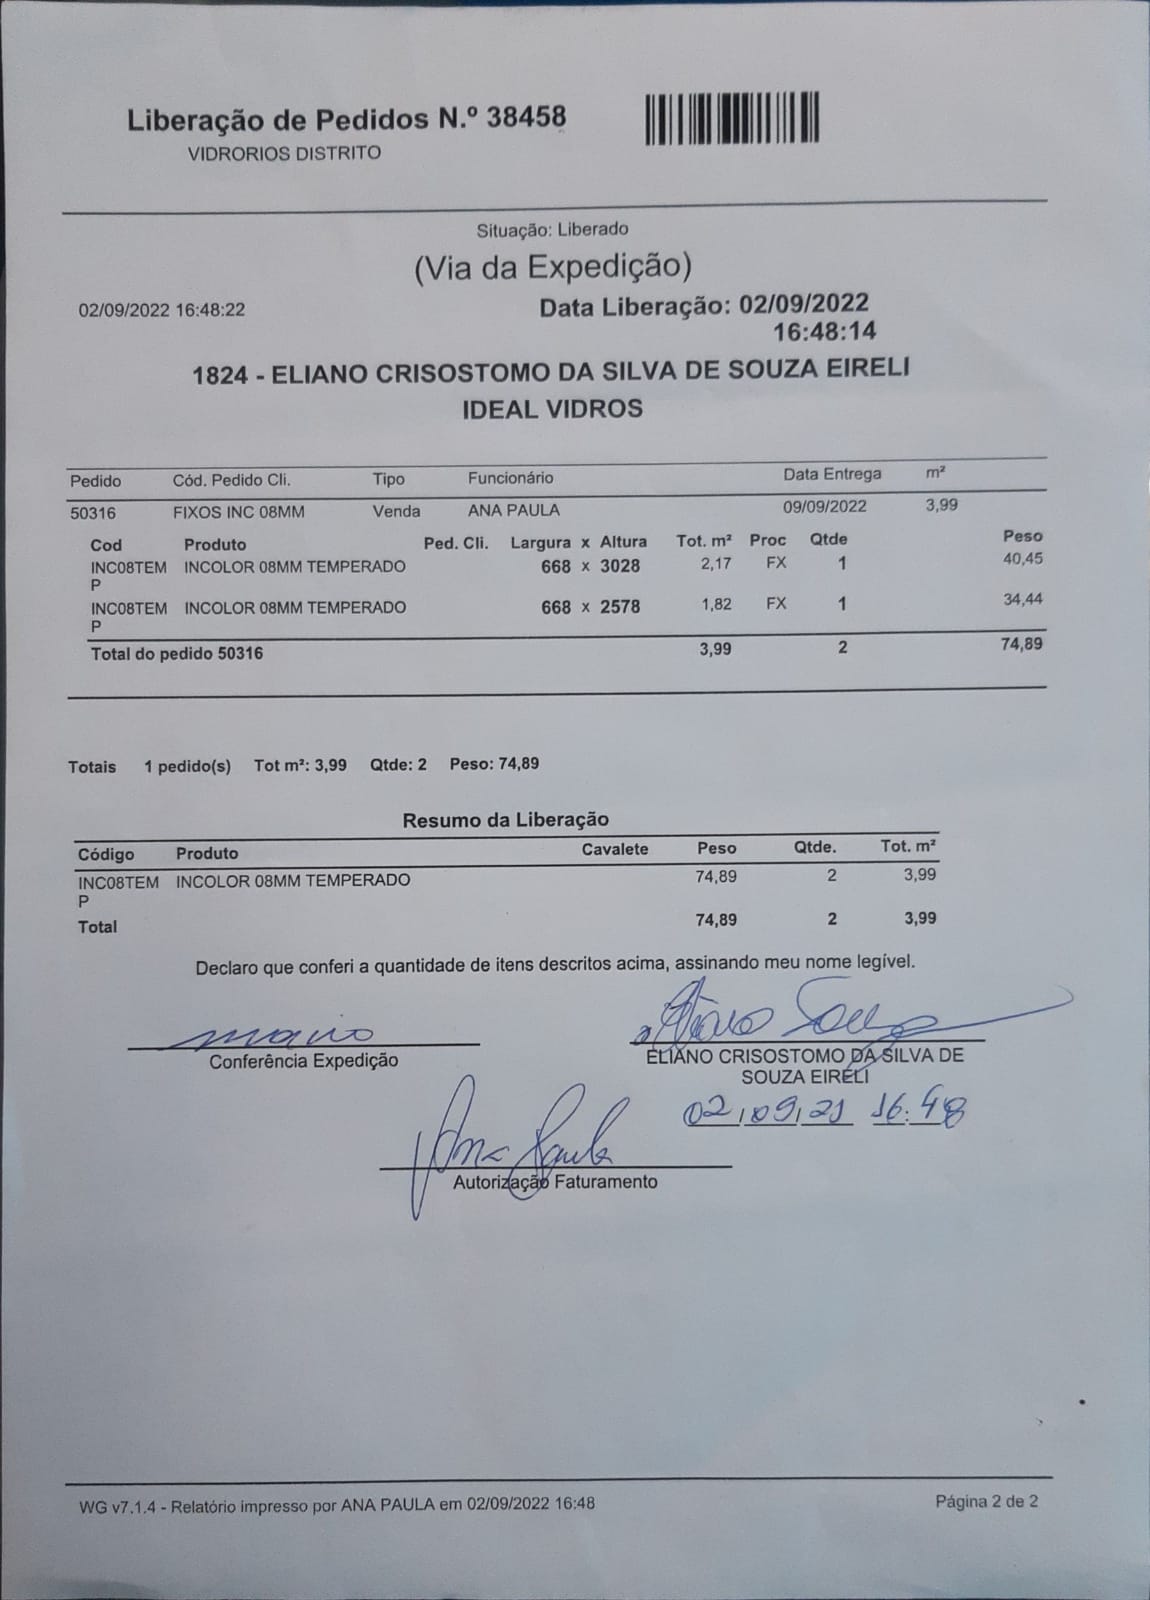 Liberação de Pedidos N.º 38458
VIDRORIOS DISTRITO
Situação: Liberado
(Via da Expedição)
02/09/2022 16:48:22 Data Liberação: 02/09/2022
16:48:14
1824 - ELIANO CRISOSTOMO DA SILVA DE SOUZA EIRELI
IDEAL VIDROS
Pedido Cód. Pedido Cli. Tipo Funcionário Data Entrega m²
50316 FIXOS INC 08MM Venda ANA PAULA 09/09/2022 3,99
Cod Produto Ped. Cli. Largura x Altura Tot. m² Proc Qtde Peso
INC08TEM INCOLOR 08MM TEMPERADO 668 x 3028 2,17 FX 1 40,45
P
INC08TEM INCOLOR 08MM TEMPERADO 668 x 2578 1,82 FX 1 34,44
P
Total do pedido 50316 3,99 2 74,89
Totais 1 pedido(s) Tot m²: 3,99 Qtde: 2 Peso: 74,89
Resumo da Liberação
Código Produto Cavalete Peso Qtde. Tot. m²
INC08TEM INCOLOR 08MM TEMPERADO 74,89 2 3,99
P
Total 74,89 2 3,99
Declaro que conferi a quantidade de itens descritos acima, assinando meu nome legível.
Souza
Conferência Expedição
ELIANO CRISOSTOMO DA SILVA DE
SOUZA EIRELI
02/09/21 16:48
Ana Paula
Autorização Faturamento
WG v7.1.4 - Relatório impresso por ANA PAULA em 02/09/2022 16:48 Página 2 de 2